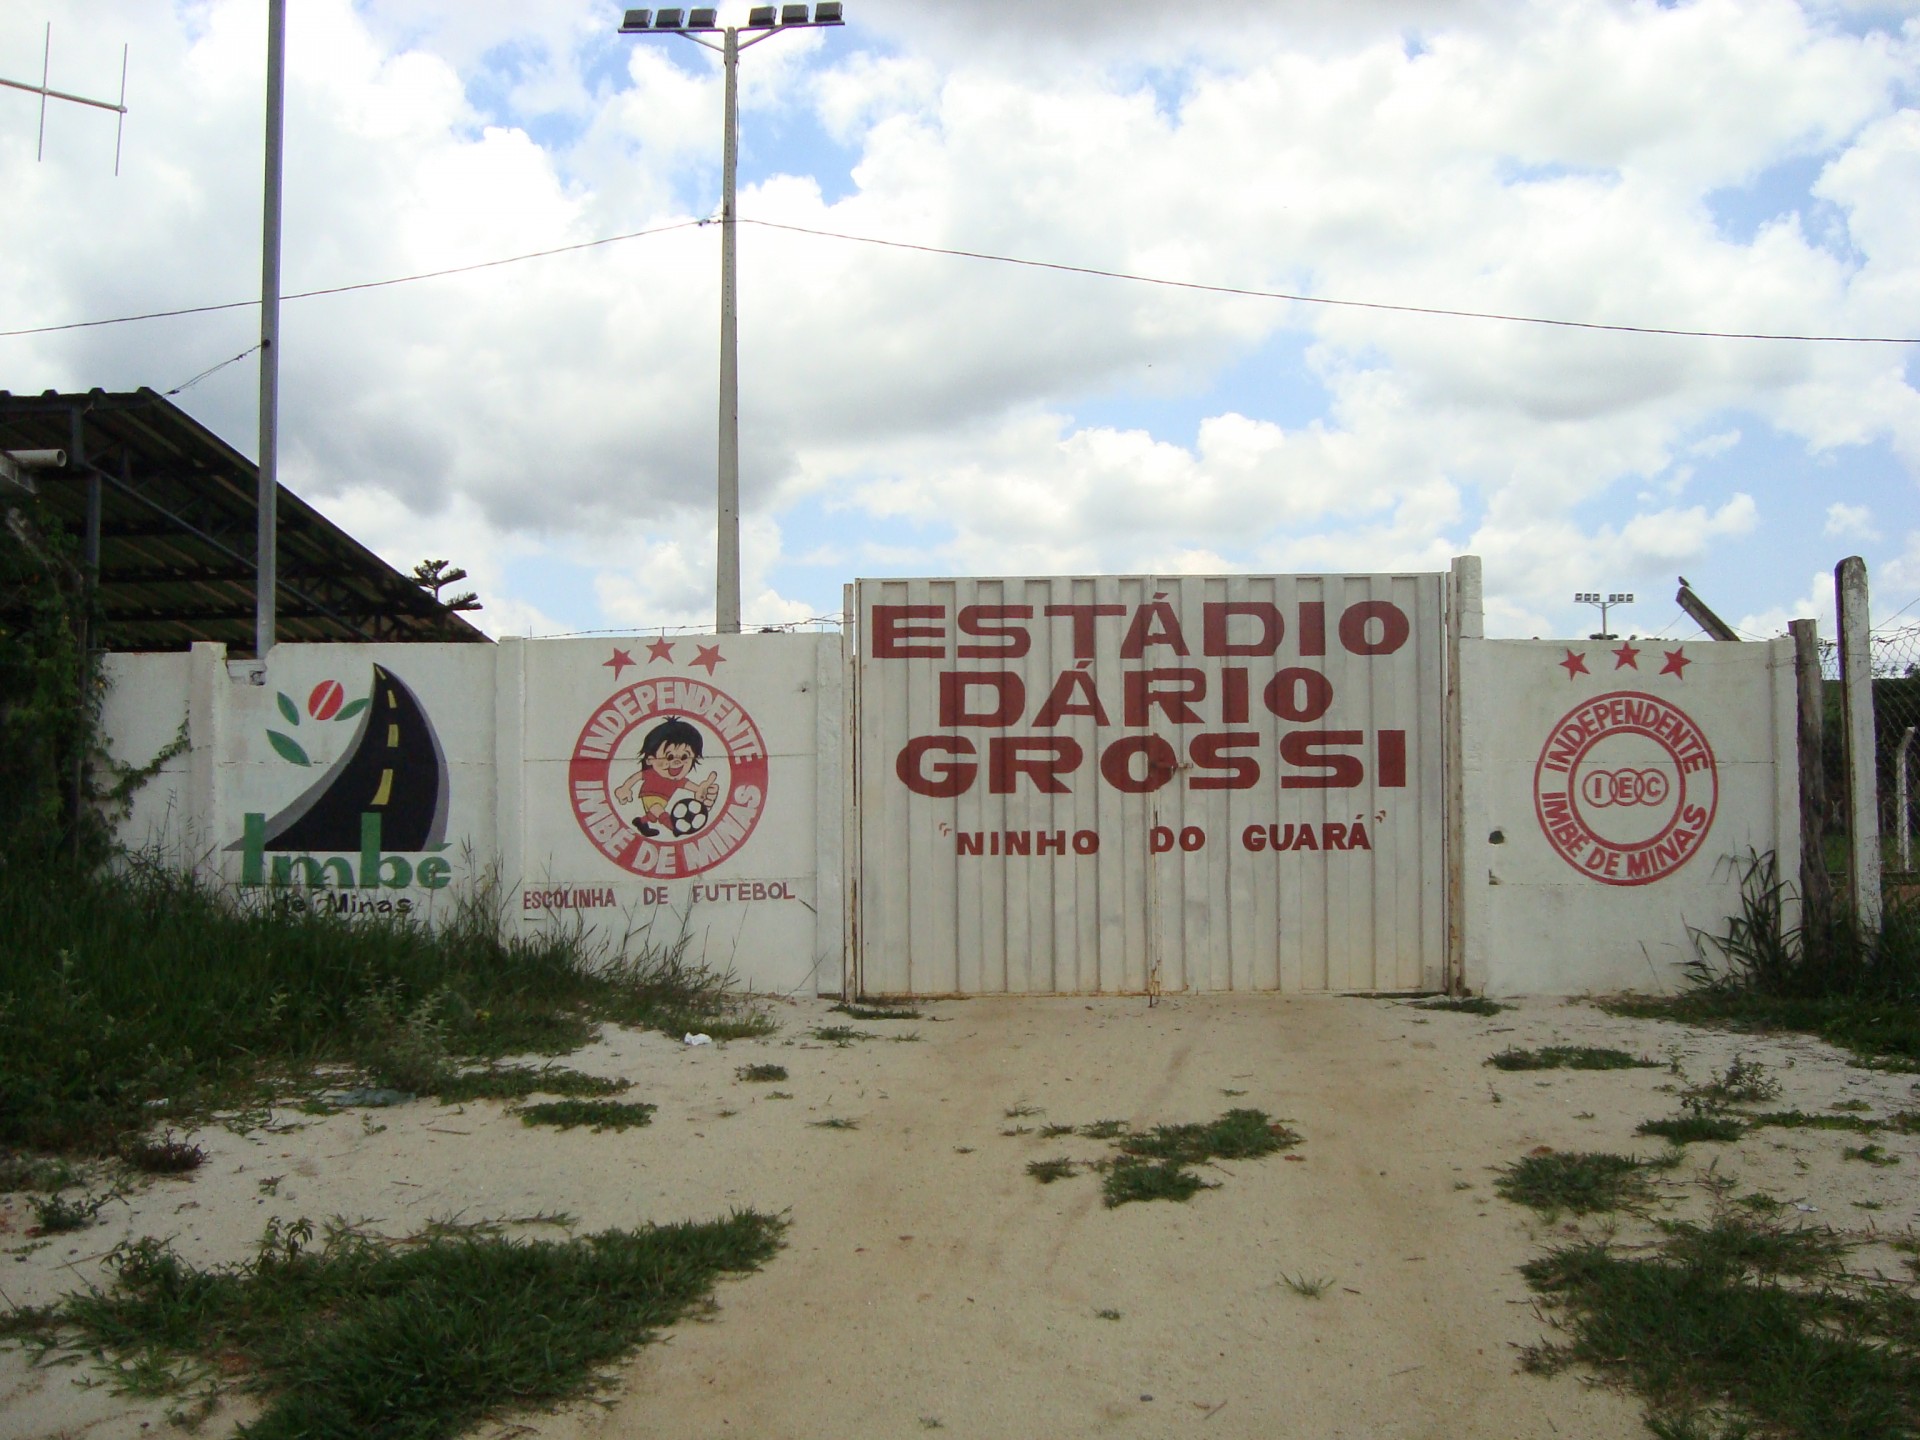 Imbé
de Minas
INDEPENDENTE
IMBÉ DE MINAS
ESCOLINHA DE FUTEBOL
ESTÁDIO
DÁRIO
GROSSI
"NINHO DO GUARÁ"
INDEPENDENTE
IEC
IMBÉ DE MINAS